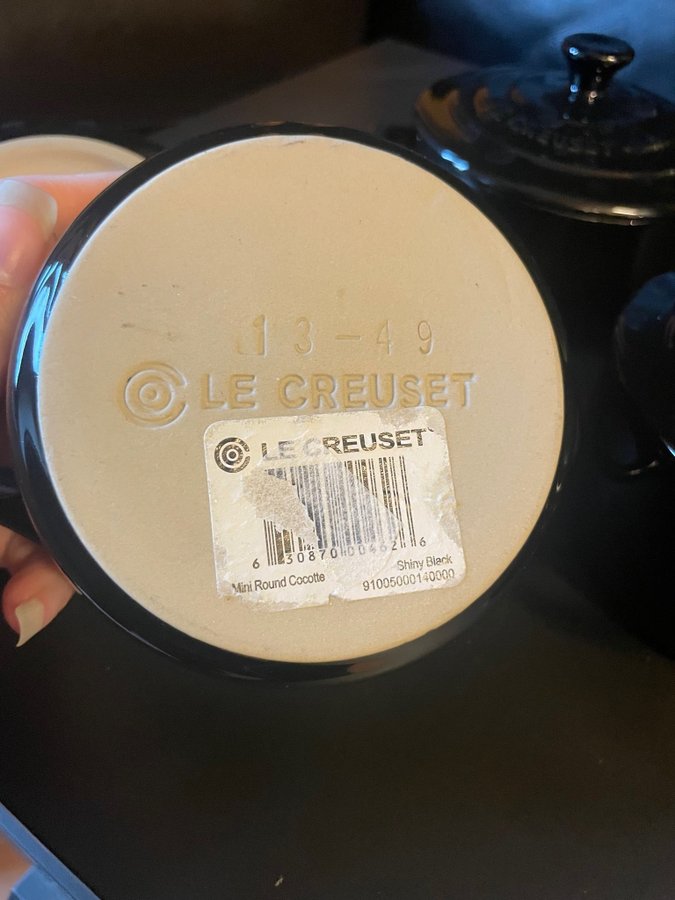 13-49
LE CREUSET
LE CREUSET
6 30870 00462 6
Mini Round Cocotte
Shiny Black
91005000140000